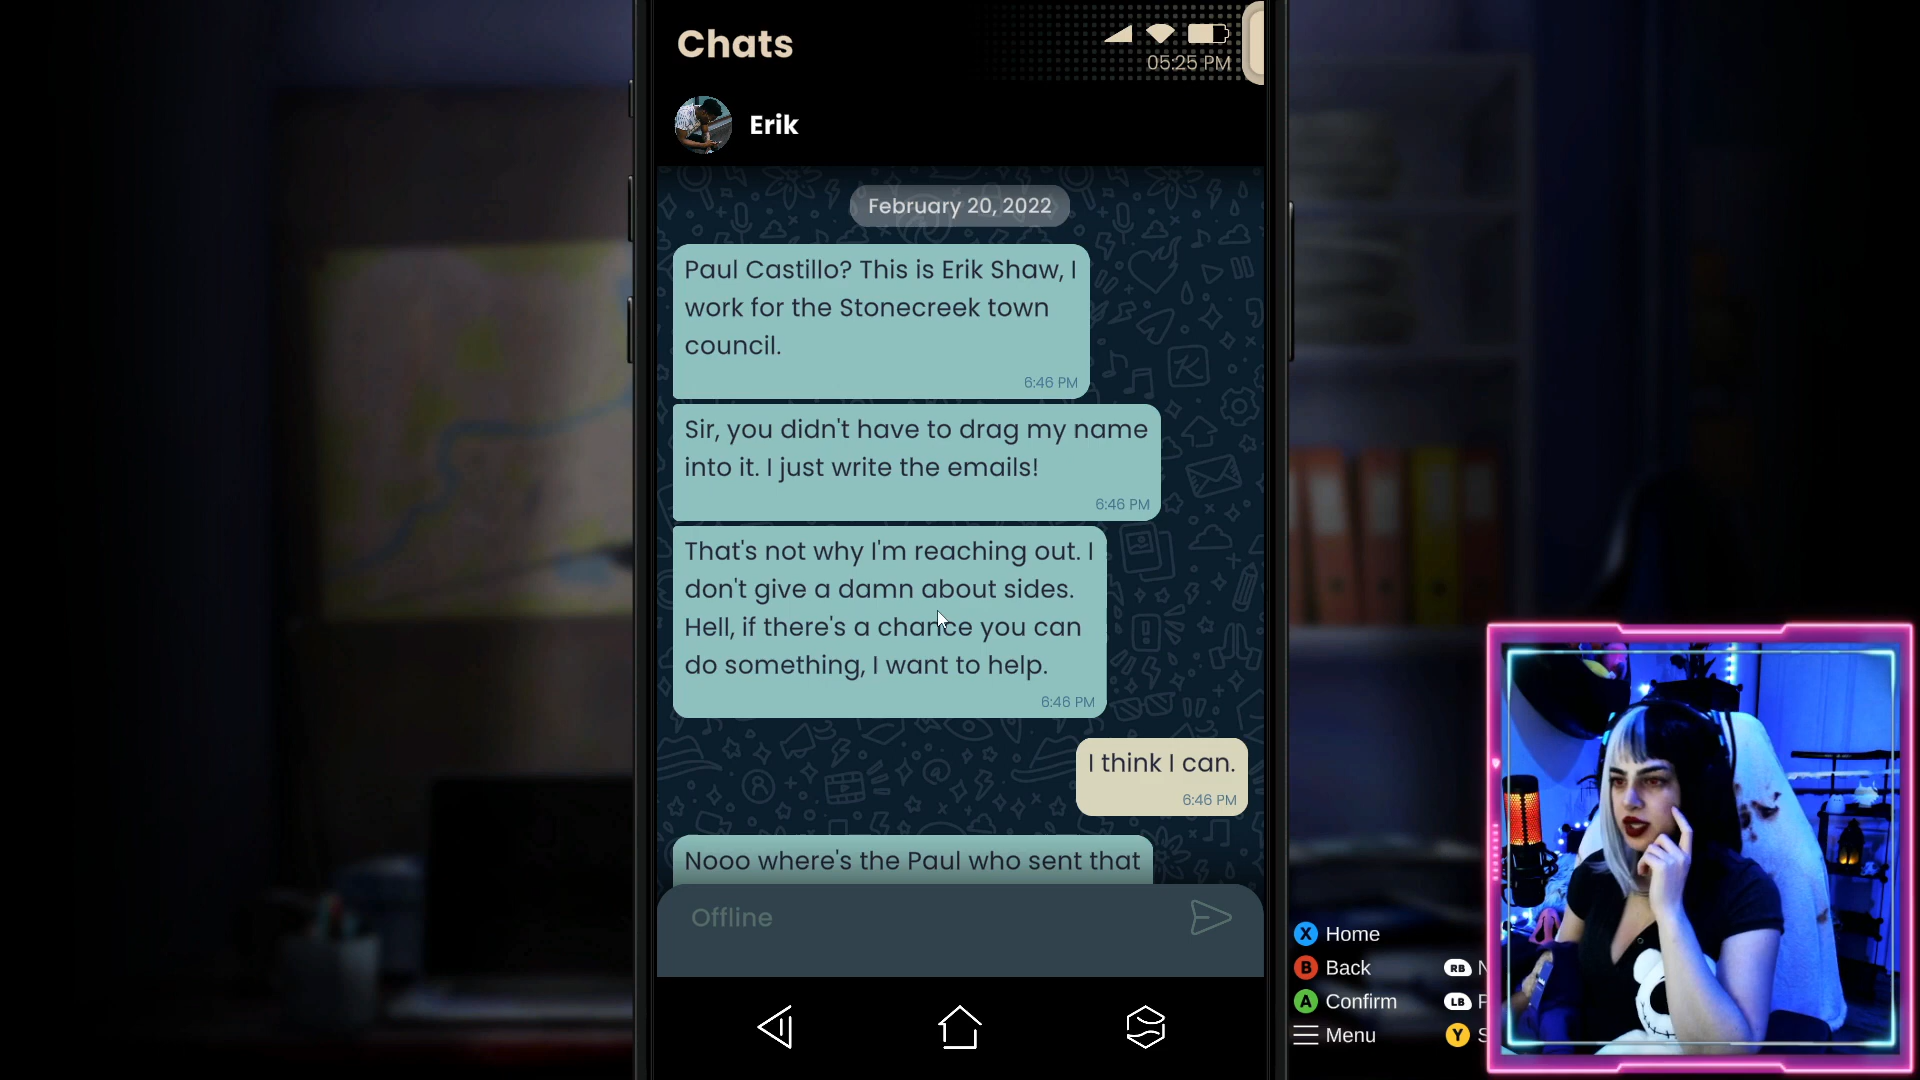 Chats
05:25 PM
Erik
February 20, 2022
Paul Castillo? This is Erik Shaw, I
work for the Stonecreek town
council.
6:46 PM
Sir, you didn't have to drag my name
into it. I just write the emails!
6:46 PM
That's not why I'm reaching out. I
don't give a damn about sides.
Hell, if there's a chance you can
do something, I want to help.
6:46 PM
I think I can.
6:46 PM
Nooo where's the Paul who sent that
Offline
X Home
B Back
RB
A Confirm
LB
Menu
Y